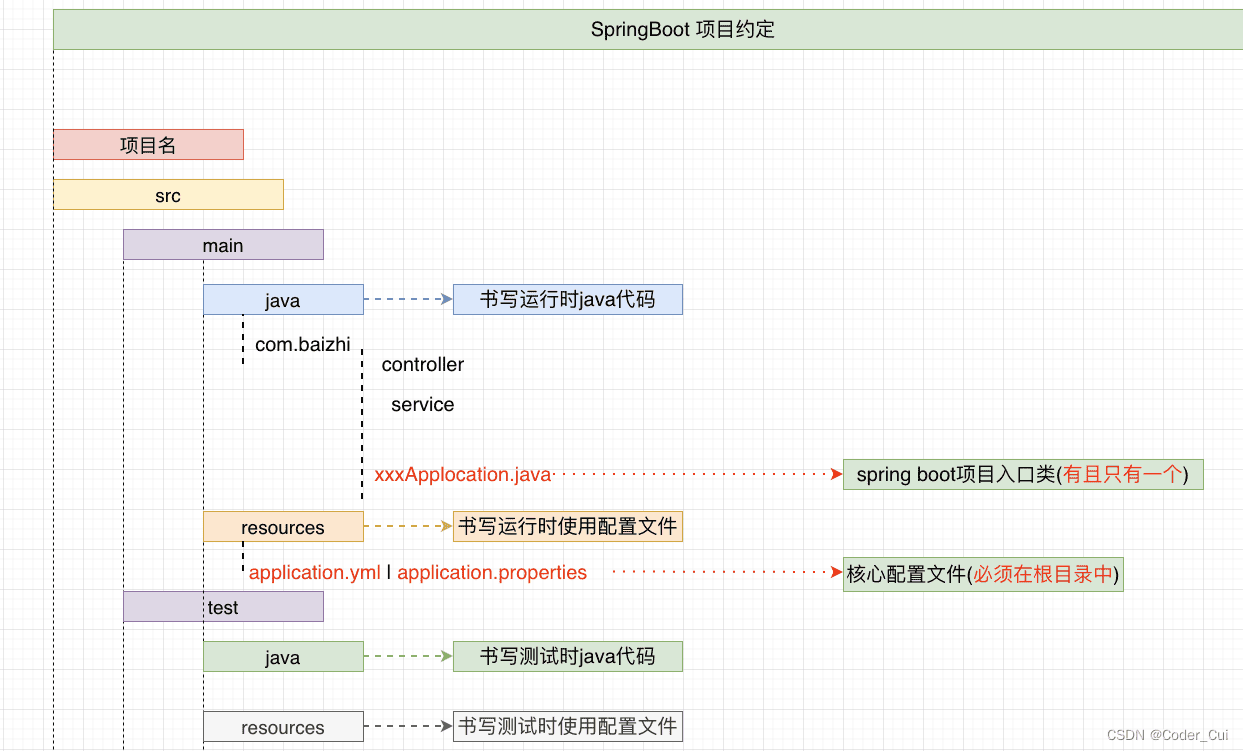 SpringBoot 项目约定
项目名
src
main
java
书写运行时java代码
com.baizhi
controller
service
xxxApplocation.java
spring boot项目入口类(有且只有一个)
resources
书写运行时使用配置文件
application.yml | application.properties
核心配置文件(必须在根目录中)
test
java
书写测试时java代码
resources
书写测试时使用配置文件
CSDN @Coder_Cui